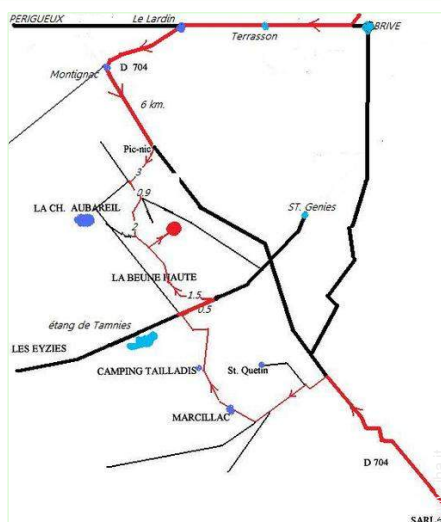 PERIGUEUX
Le Lardin
BRIVE
Terrasson
Montignac
D 704
6 km.
Pic-nic
3
0.9
ST. Genies
LA CH. AUBAREIL
2
LA BEUNE HAUTE
1.5
0.5
étang de Tamnies
LES EYZIES
CAMPING TAILLADIS
St. Quetin
MARCILLAC
D 704